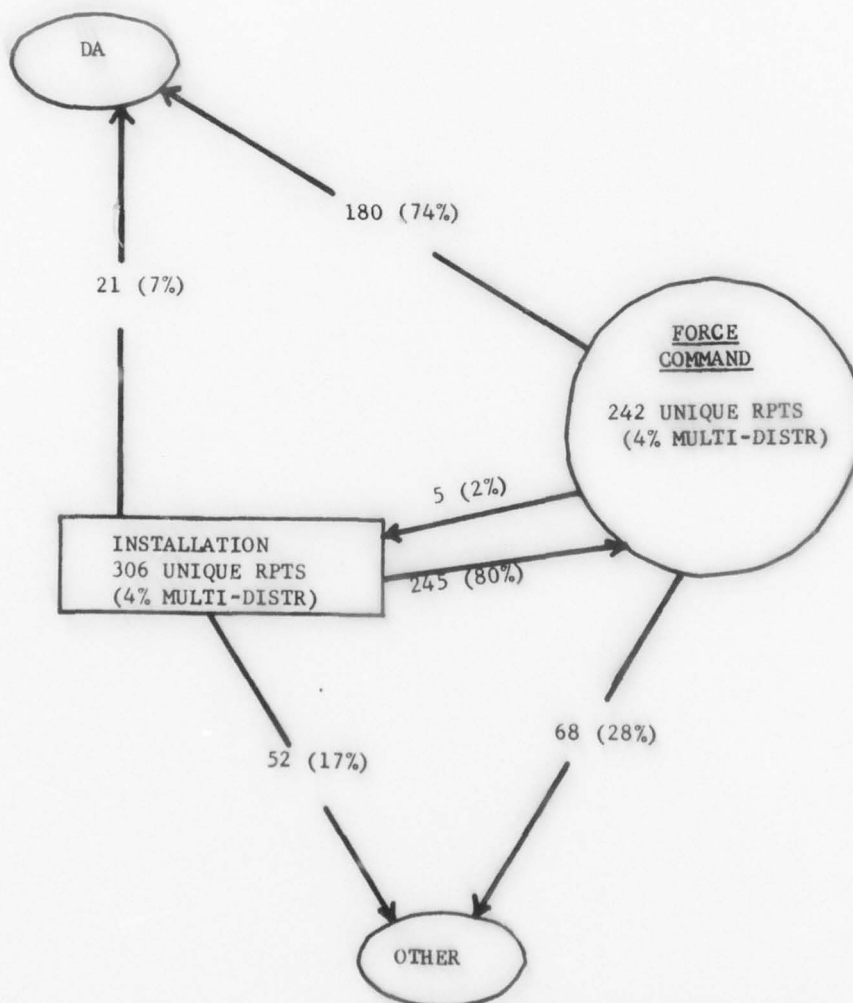 DA
180 (74%)
21 (7%)
FORCE
COMMAND
242 UNIQUE RPTS
(4% MULTI-DISTR)
5 (2%)
INSTALLATION
306 UNIQUE RPTS
(4% MULTI-DISTR)
245 (80%)
52 (17%)
68 (28%)
OTHER